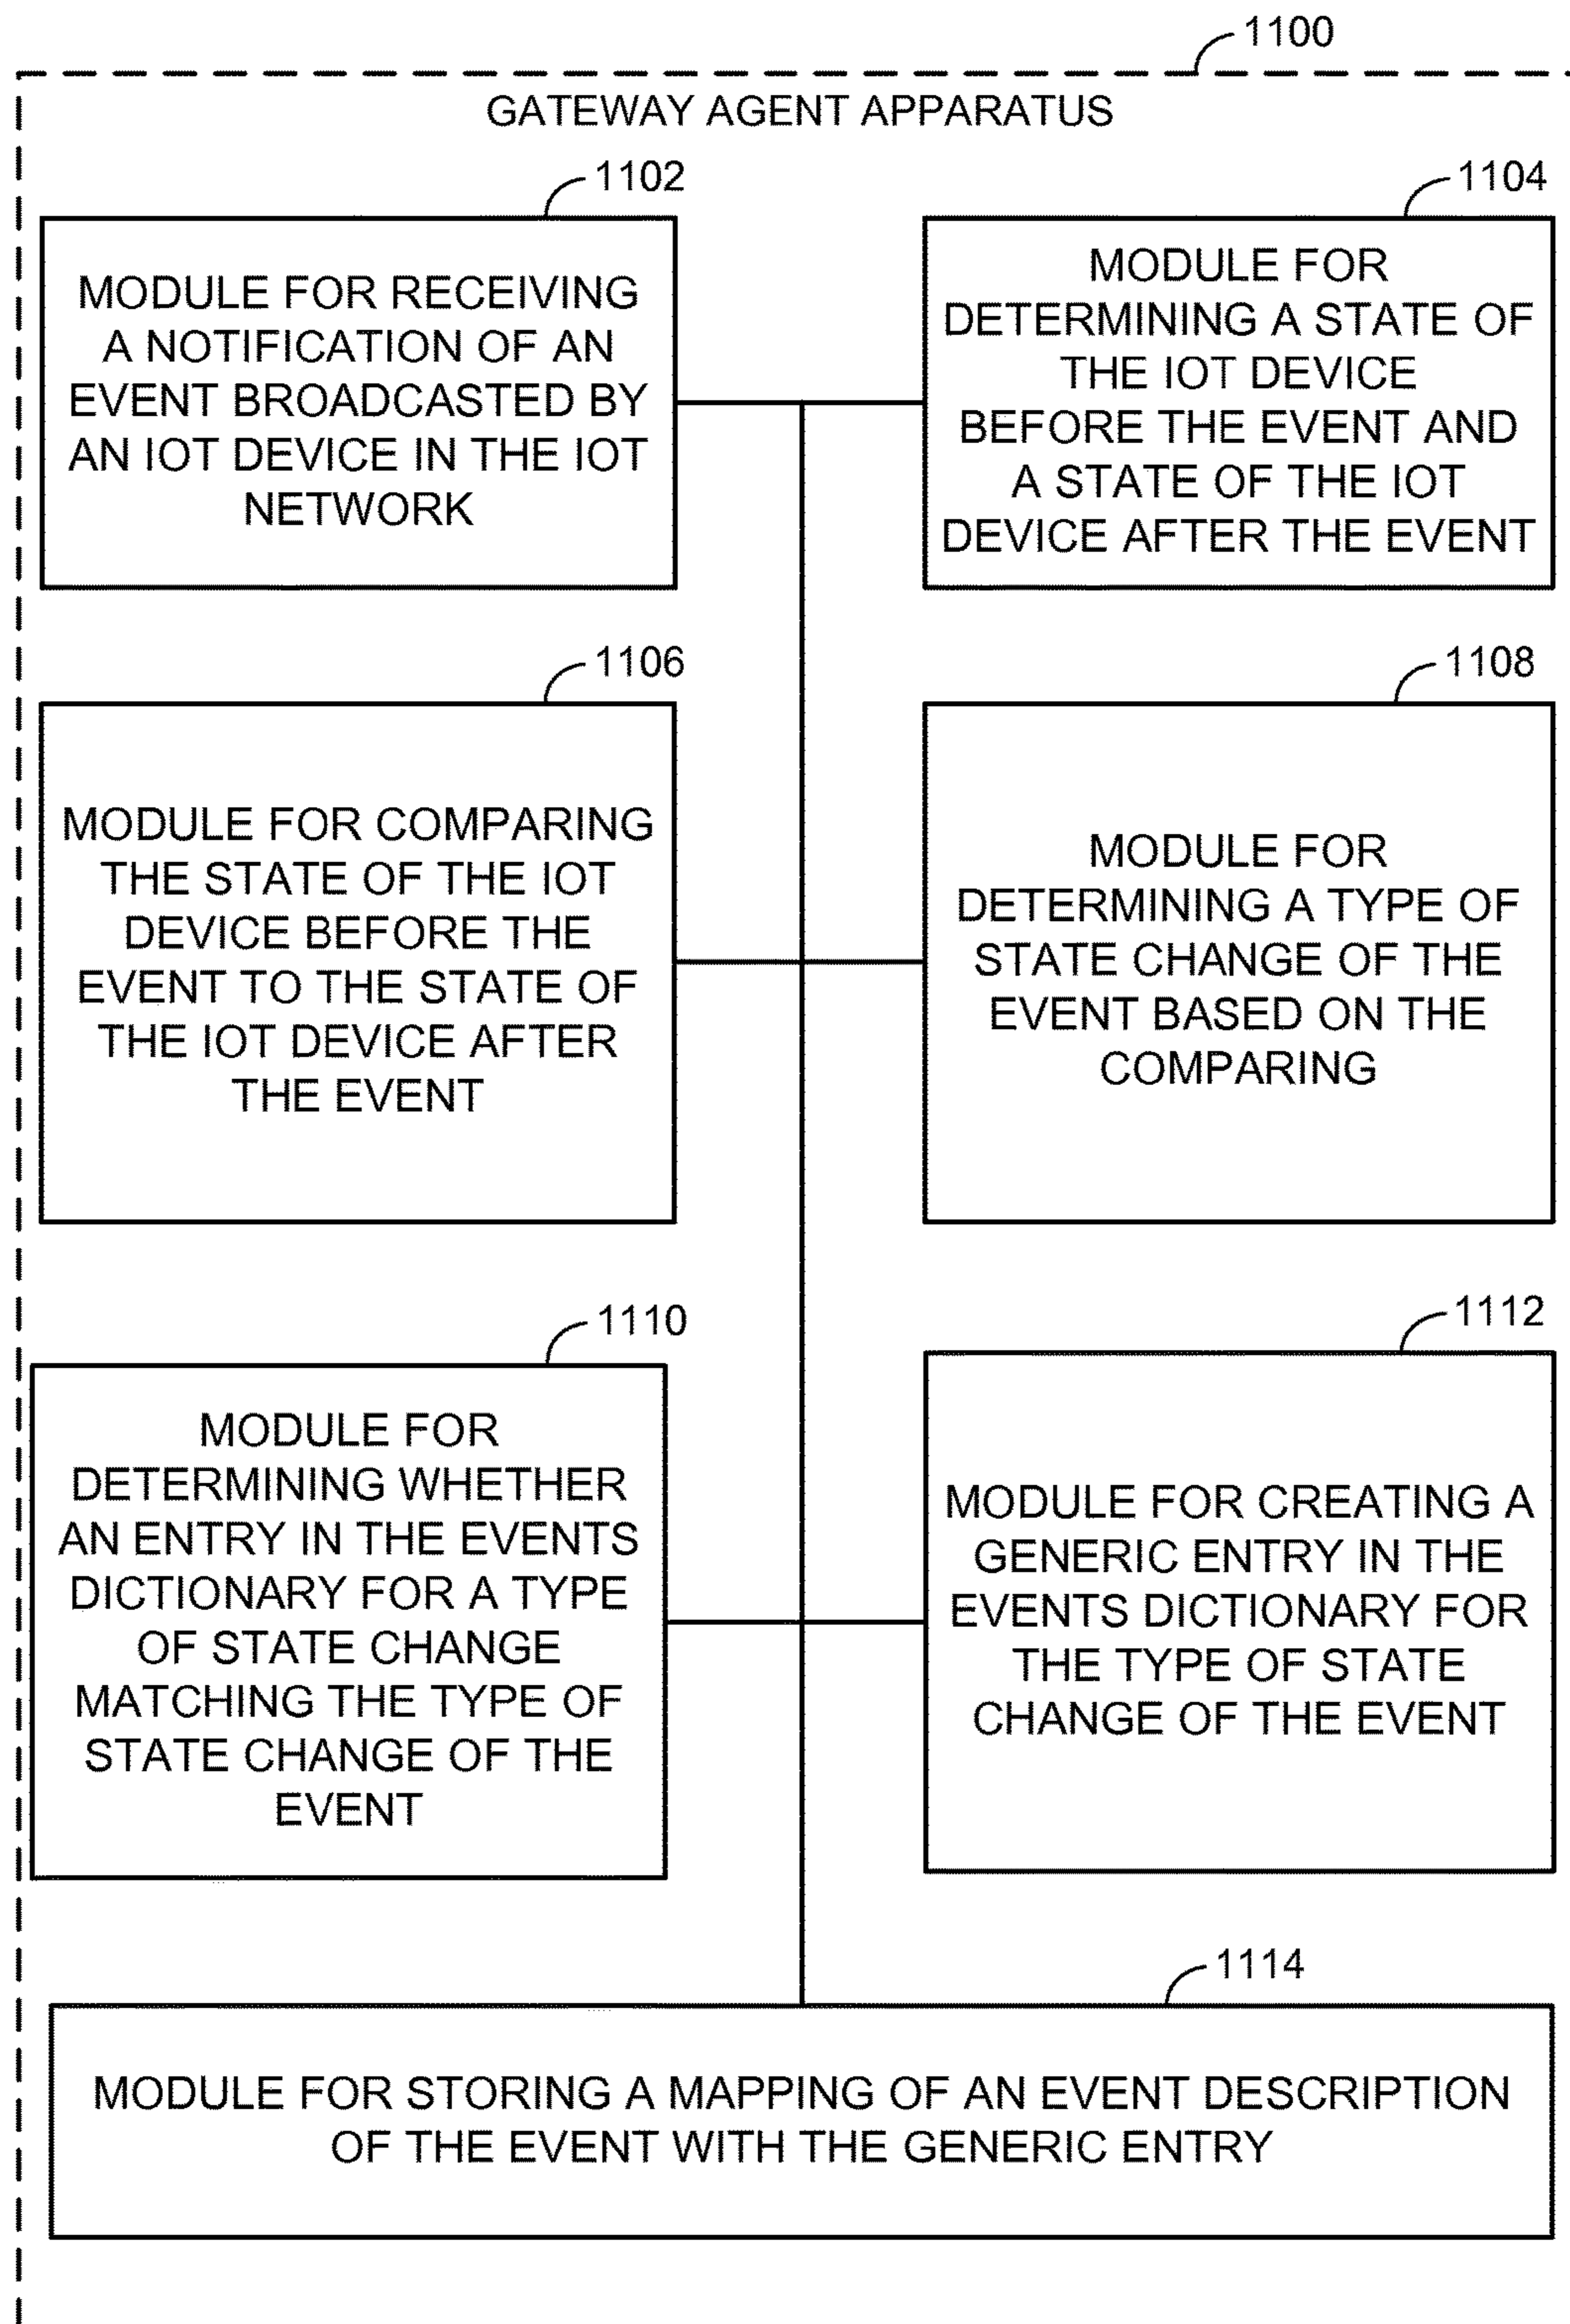 1100
GATEWAY AGENT APPARATUS
1102
MODULE FOR RECEIVING
A NOTIFICATION OF AN
EVENT BROADCASTED BY
AN IOT DEVICE IN THE IOT
NETWORK
1104
MODULE FOR
DETERMINING A STATE OF
THE IOT DEVICE
BEFORE THE EVENT AND
A STATE OF THE IOT
DEVICE AFTER THE EVENT
1106
MODULE FOR COMPARING
THE STATE OF THE IOT
DEVICE BEFORE THE
EVENT TO THE STATE OF
THE IOT DEVICE AFTER
THE EVENT
1108
MODULE FOR
DETERMINING A TYPE OF
STATE CHANGE OF THE
EVENT BASED ON THE
COMPARING
1110
MODULE FOR
DETERMINING WHETHER
AN ENTRY IN THE EVENTS
DICTIONARY FOR A TYPE
OF STATE CHANGE
MATCHING THE TYPE OF
STATE CHANGE OF THE
EVENT
1112
MODULE FOR CREATING A
GENERIC ENTRY IN THE
EVENTS DICTIONARY FOR
THE TYPE OF STATE
CHANGE OF THE EVENT
1114
MODULE FOR STORING A MAPPING OF AN EVENT DESCRIPTION
OF THE EVENT WITH THE GENERIC ENTRY